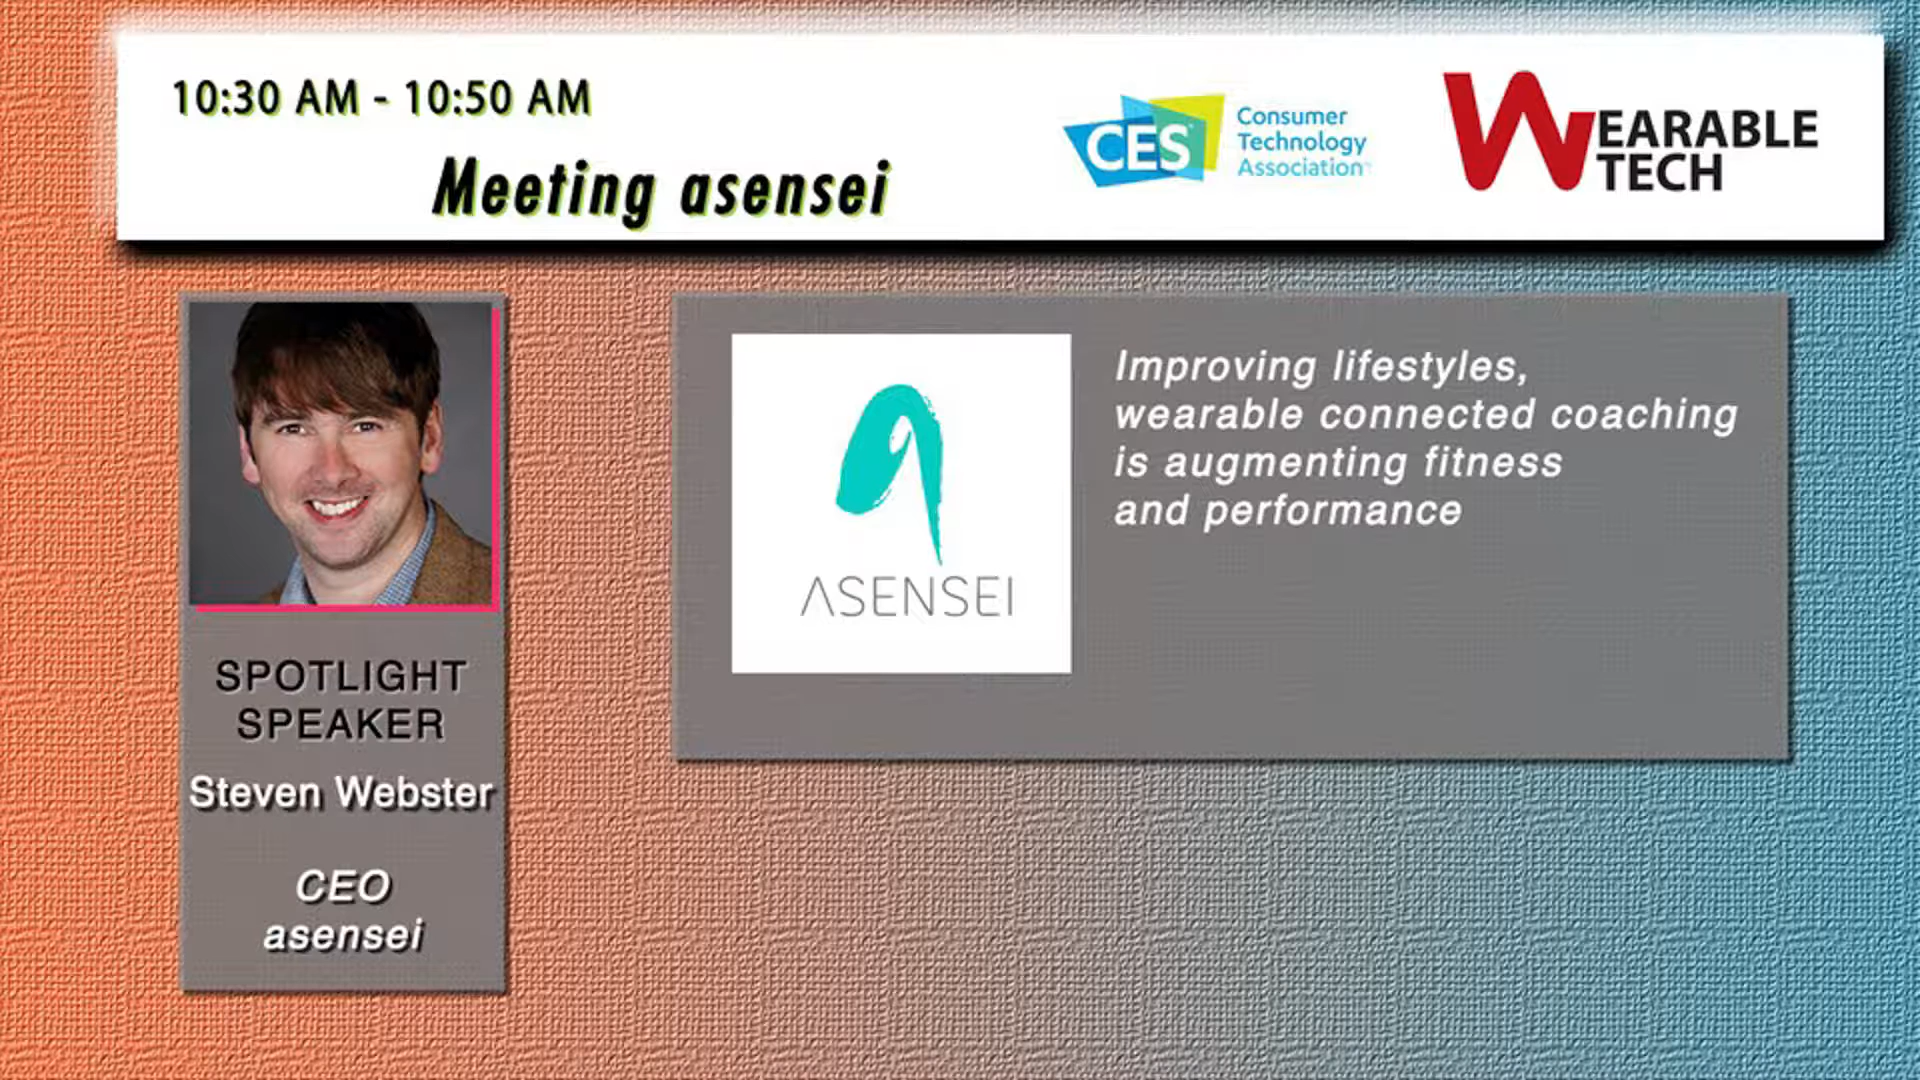 10:30 AM - 10:50 AM
Meeting asensei
CES
Consumer
Technology
Association
WEARABLE
TECH
ASENSEI
Improving lifestyles,
wearable connected coaching
is augmenting fitness
and performance
SPOTLIGHT
SPEAKER
Steven Webster
CEO
asensei